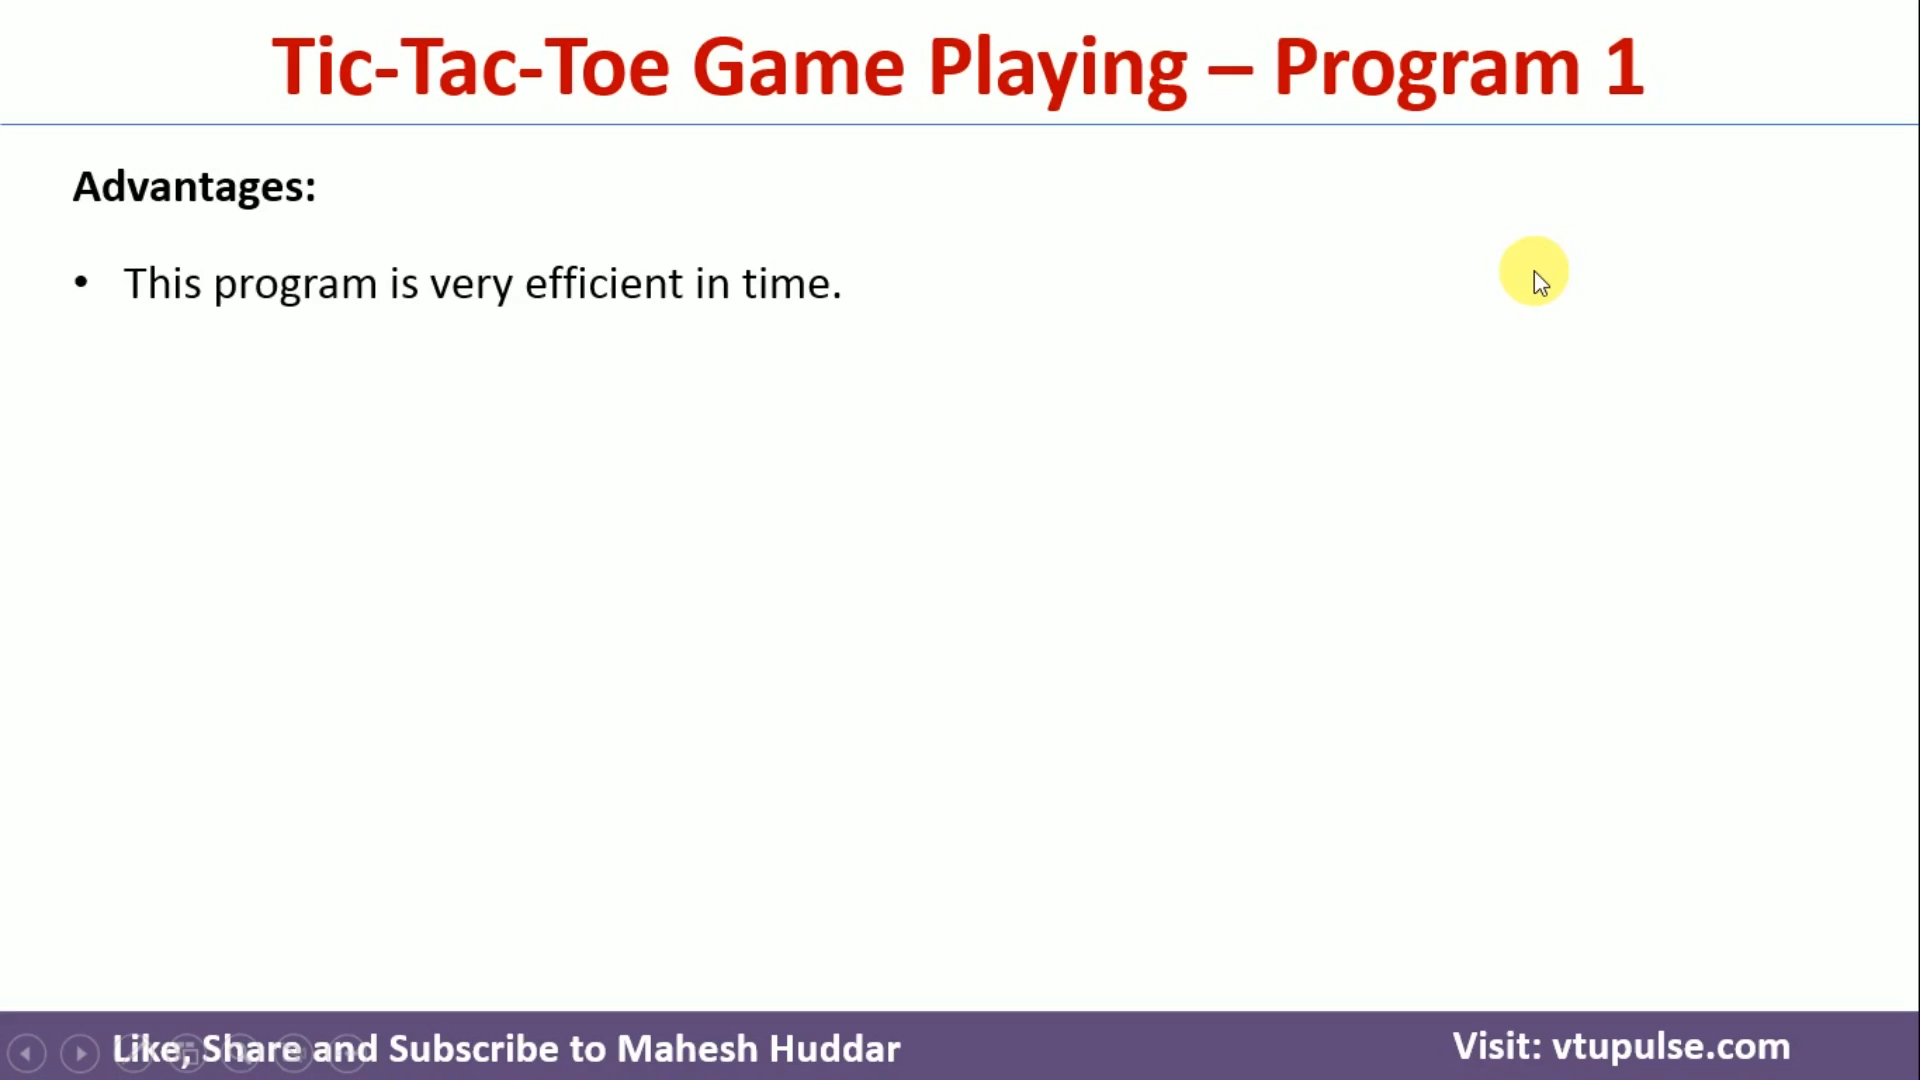 Tic-Tac-Toe Game Playing – Program 1
Advantages:
• This program is very efficient in time.
Like, Share and Subscribe to Mahesh Huddar
Visit: vtupulse.com